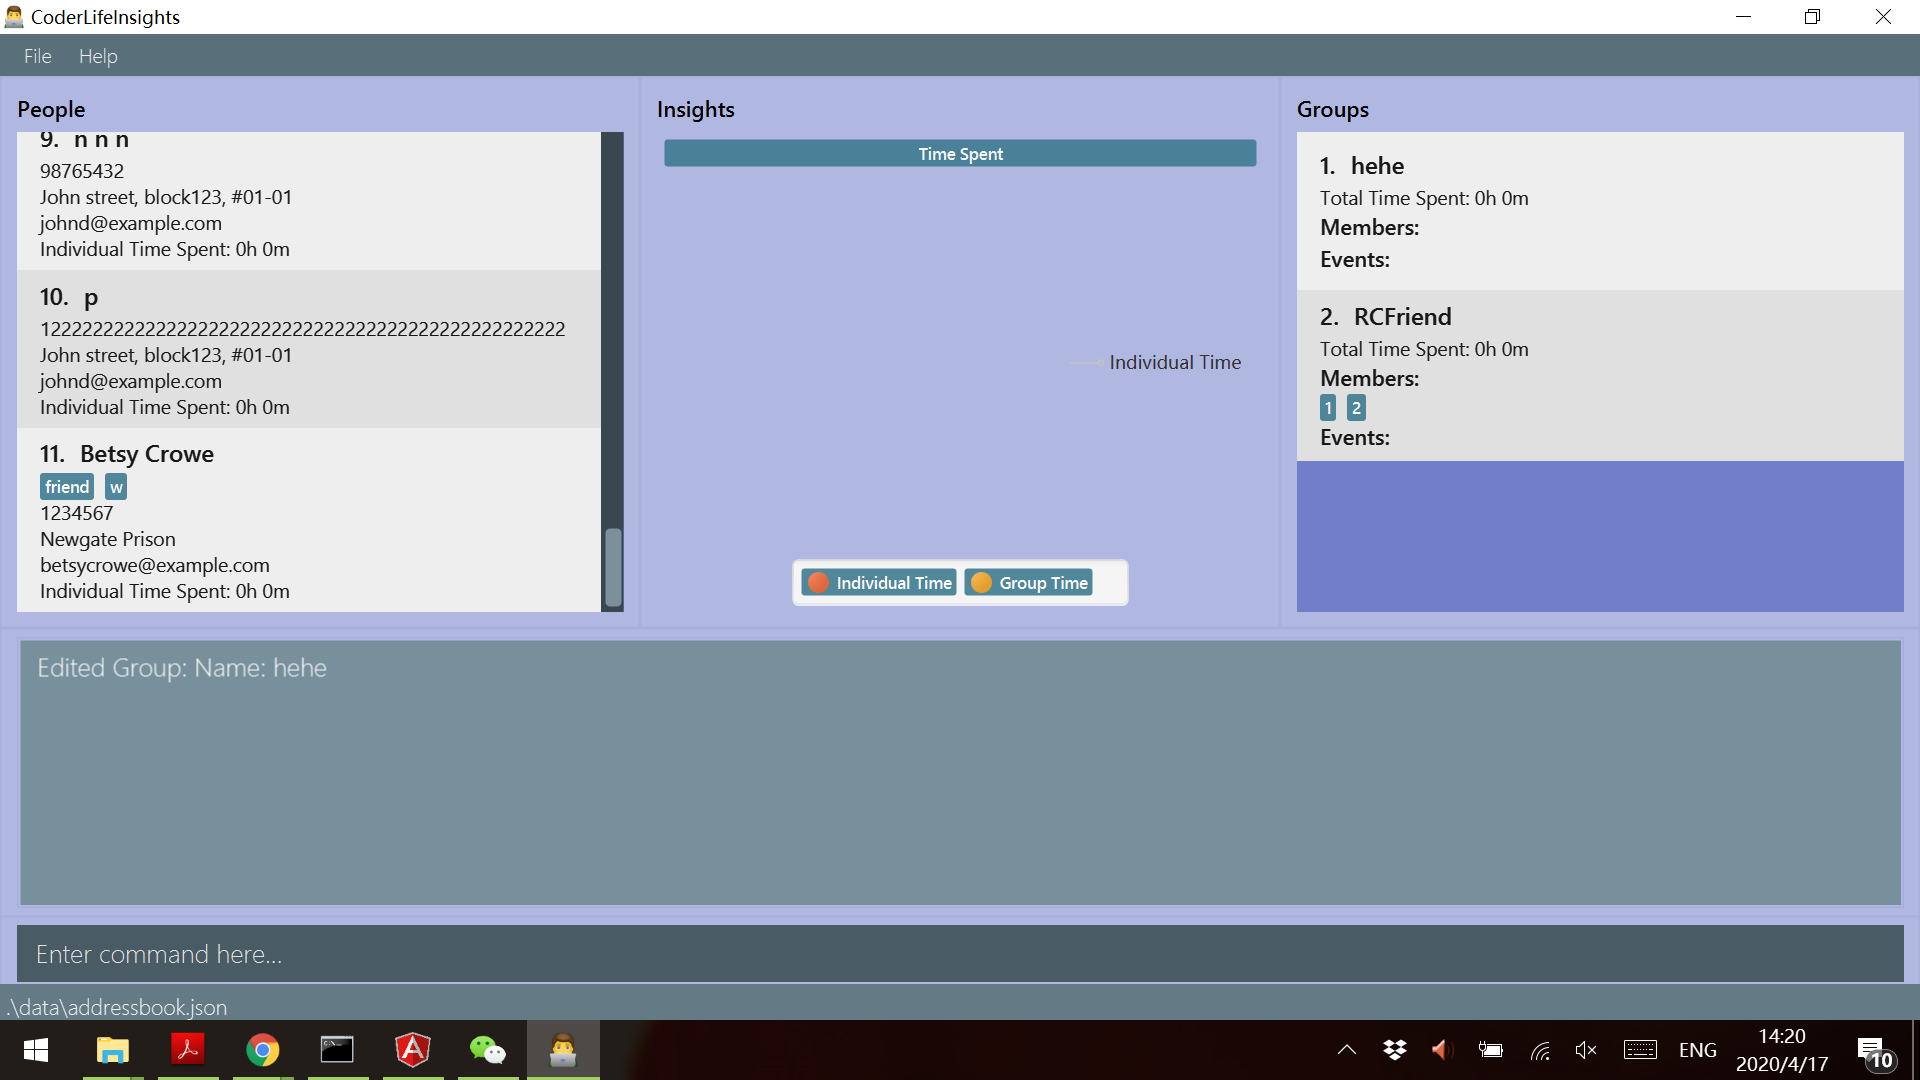 CoderLifeInsights
File Help
People
9. n n n
98765432
John street, block123, #01-01
johnd@example.com
Individual Time Spent: 0h 0m
10. p
John street, block123, #01-01
johnd@example.com
Individual Time Spent: 0h 0m
11. Betsy Crowe
friend w
1234567
Newgate Prison
betsycrowe@example.com
Individual Time Spent: 0h 0m
Insights
Time Spent
Individual Time
Individual Time Group Time
Groups
1. hehe
Total Time Spent: 0h 0m
Members:
Events:
2. RCFriend
Total Time Spent: 0h 0m
Members:
1 2
Events:
Edited Group: Name: hehe
Enter command here...
.\data\addressbook.json
ENG
14:20
2020/4/17
10